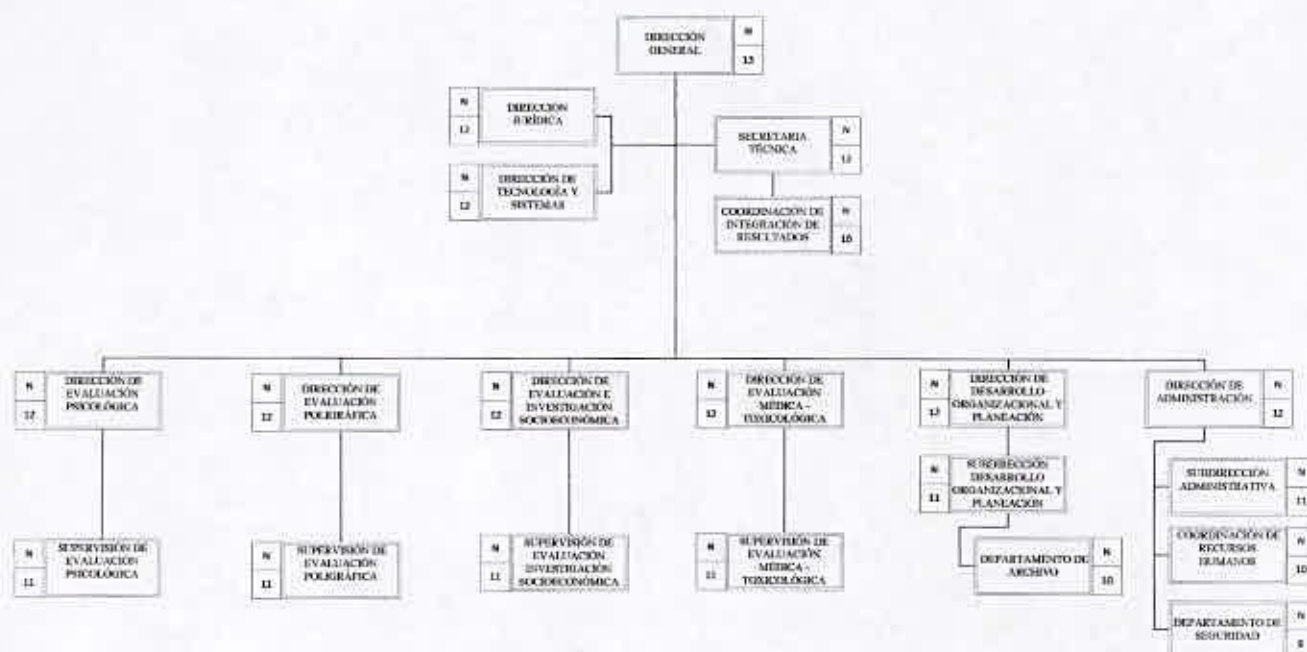 DIRECCIÓN
GENERAL
N
13
N
12
DIRECCIÓN
JURÍDICA
N
12
DIRECCIÓN DE
TECNOLOGÍA Y
SISTEMAS
SECRETARIA
TÉCNICA
N
12
COORDINACIÓN DE
INTEGRACIÓN DE
RESULTADOS
N
10
N
12
DIRECCIÓN DE
EVALUACIÓN
PSICOLÓGICA
N
12
DIRECCIÓN DE
EVALUACIÓN
POLIGRÁFICA
N
12
DIRECCIÓN DE
EVALUACIÓN E
INVESTIGACIÓN
SOCIOECONÓMICA
N
12
DIRECCIÓN DE
EVALUACIÓN
MÉDICA -
TOXICOLÓGICA
N
12
DIRECCIÓN DE
DESARROLLO
ORGANIZACIONAL Y
PLANEACIÓN
DIRECCIÓN DE
ADMINISTRACIÓN
N
12
N
11
SUBDIRECCIÓN
DESARROLLO
ORGANIZACIONAL Y
PLANEACIÓN
SUBDIRECCIÓN
ADMINISTRATIVA
N
11
N
11
SUPERVISIÓN DE
EVALUACIÓN
PSICOLÓGICA
N
11
SUPERVISIÓN DE
EVALUACIÓN
POLIGRÁFICA
N
11
SUPERVISIÓN DE
EVALUACIÓN
INVESTIGACIÓN
SOCIOECONÓMICA
N
11
SUPERVISIÓN DE
EVALUACIÓN
MÉDICA -
TOXICOLÓGICA
DEPARTAMENTO DE
ARCHIVO
N
10
COORDINACIÓN DE
RECURSOS
HUMANOS
N
10
DEPARTAMENTO DE
SEGURIDAD
N